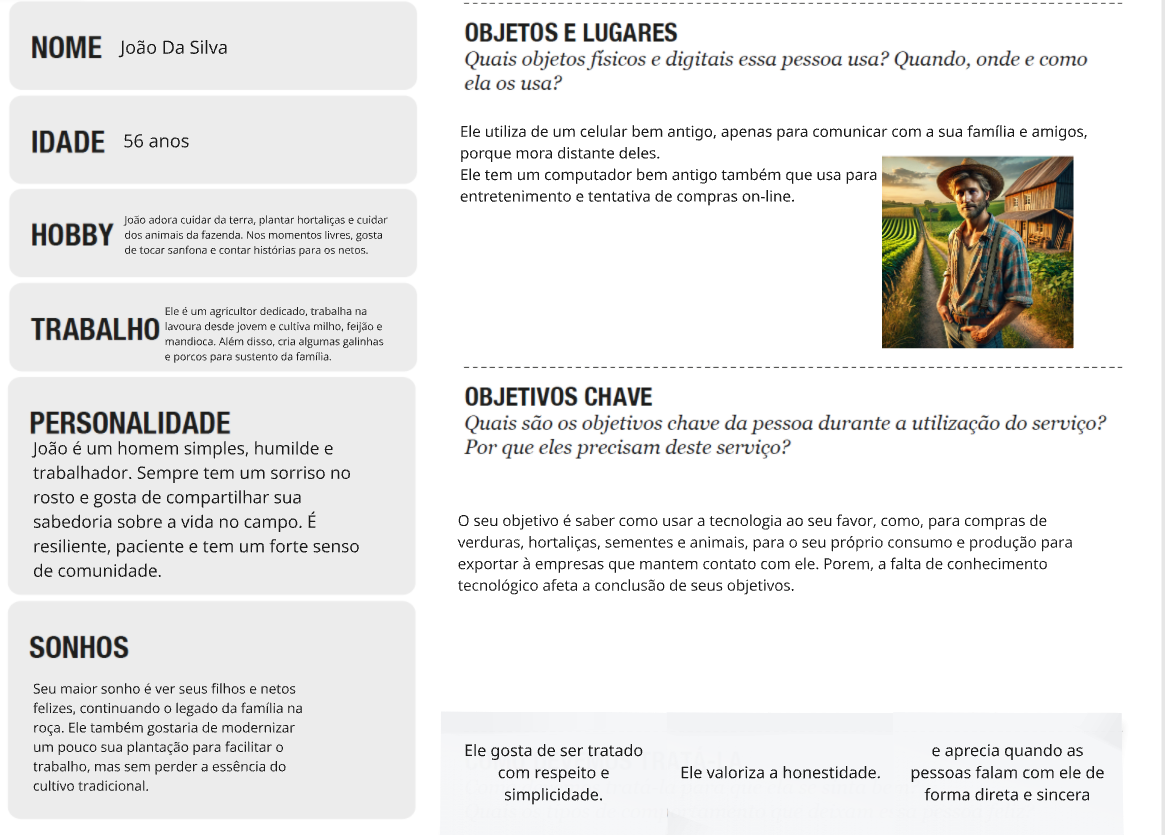 NOME João Da Silva
IDADE 56 anos
HOBBY
João adora cuidar da terra, plantar hortaliças e cuidar
dos animais da fazenda. Nos momentos livres, gosta
de tocar sanfona e contar histórias para os netos.
TRABALHO
Ele é um agricultor dedicado, trabalha na
lavoura desde jovem e cultiva milho, feijão e
mandioca. Além disso, cria algumas galinhas
e porcos para sustento da família.
PERSONALIDADE
João é um homem simples, humilde e
trabalhador. Sempre tem um sorriso no
rosto e gosta de compartilhar sua
sabedoria sobre a vida no campo. É
resiliente, paciente e tem um forte senso
de comunidade.
SONHOS
Seu maior sonho é ver seus filhos e netos
felizes, continuando o legado da família na
roça. Ele também gostaria de modernizar
um pouco sua plantação para facilitar o
trabalho, mas sem perder a essência do
cultivo tradicional.
OBJETOS E LUGARES
Quais objetos físicos e digitais essa pessoa usa? Quando, onde e como
ela os usa?
Ele utiliza de um celular bem antigo, apenas para comunicar com a sua família e amigos,
porque mora distante deles.
Ele tem um computador bem antigo também que usa para
entretenimento e tentativa de compras on-line.
OBJETIVOS CHAVE
Quais são os objetivos chave da pessoa durante a utilização do serviço?
Por que eles precisam deste serviço?
O seu objetivo é saber como usar a tecnologia ao seu favor, como, para compras de
verduras, hortaliças, sementes e animais, para o seu próprio consumo e produção para
exportar à empresas que mantem contato com ele. Porem, a falta de conhecimento
tecnológico afeta a conclusão de seus objetivos.
Ele gosta de ser tratado
com respeito e
simplicidade.
Ele valoriza a honestidade.
e aprecia quando as
pessoas falam com ele de
forma direta e sincera